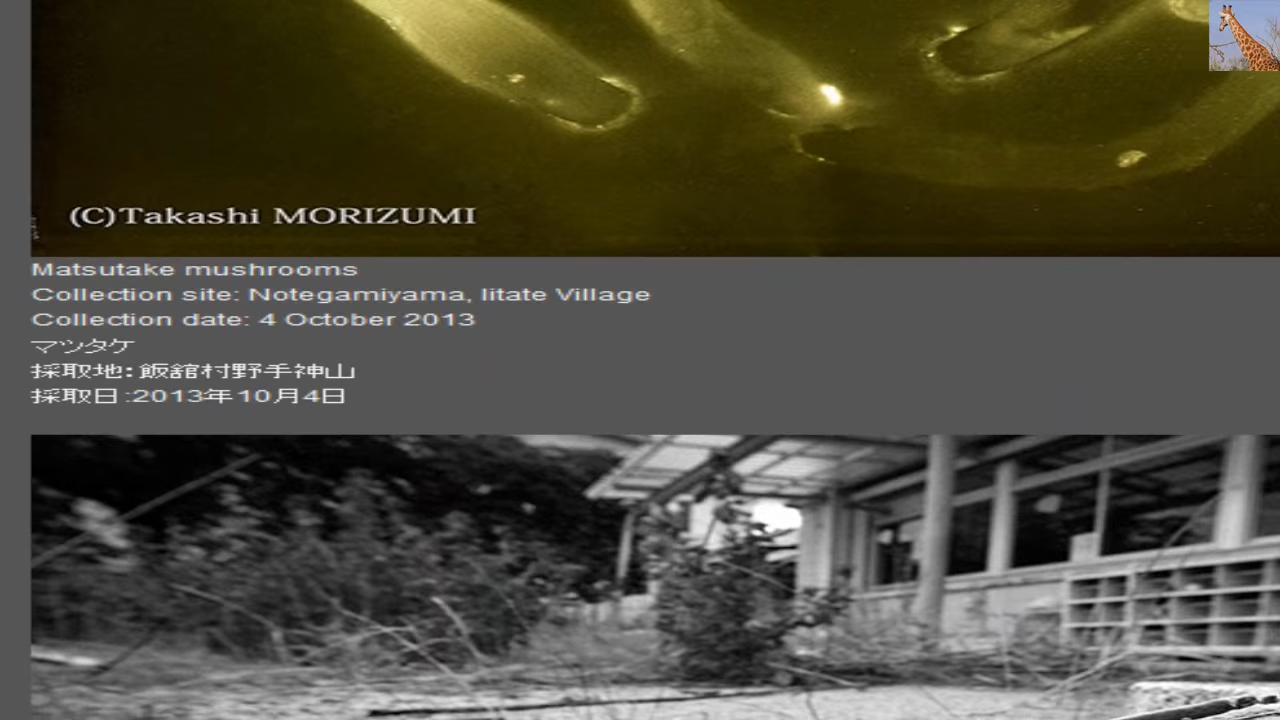 (C)Takashi MORIZUMI
Matsutake mushrooms
Collection site: Notegamiyama, Iitate Village
Collection date: 4 October 2013
マツタケ
採取地:飯舘村野手神山
採取日:2013年10月4日